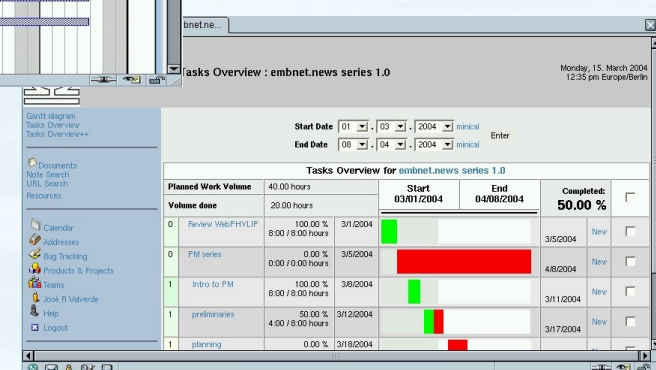 bnet.ne...
Tasks Overview : embnet.news series 1.0
Monday, 15. March 2004
12:35 pm Europe/Berlin
Gantt diagram
Tasks Overview
Tasks Overview++
Documents
Note Search
URL Search
Resources
Calendar
Addresses
Bug Tracking
Products & Projects
Teams
José R Valverde
Help
Logout
Start Date 01 . 03 . 2004 minical
End Date 08 . 04 . 2004 minical
Enter
Tasks Overview for embnet.news series 1.0
Planned Work Volume 40.00 hours
Volume done 20.00 hours
Start 03/01/2004
End 04/08/2004
Completed: 50.00 %
0 Review WebPHYLIP 100.00 % 8:00 / 8:00 hours 3/1/2004 3/5/2004 New
0 PM series 0.00 % 0:00 / 0:00 hours 3/5/2004 4/8/2004 New
1 Intro to PM 100.00 % 8:00 / 8:00 hours 3/8/2004 3/11/2004 New
1 preliminaries 50.00 % 4:00 / 8:00 hours 3/12/2004 3/17/2004 New
1 planning 0.00 % 3/18/2004